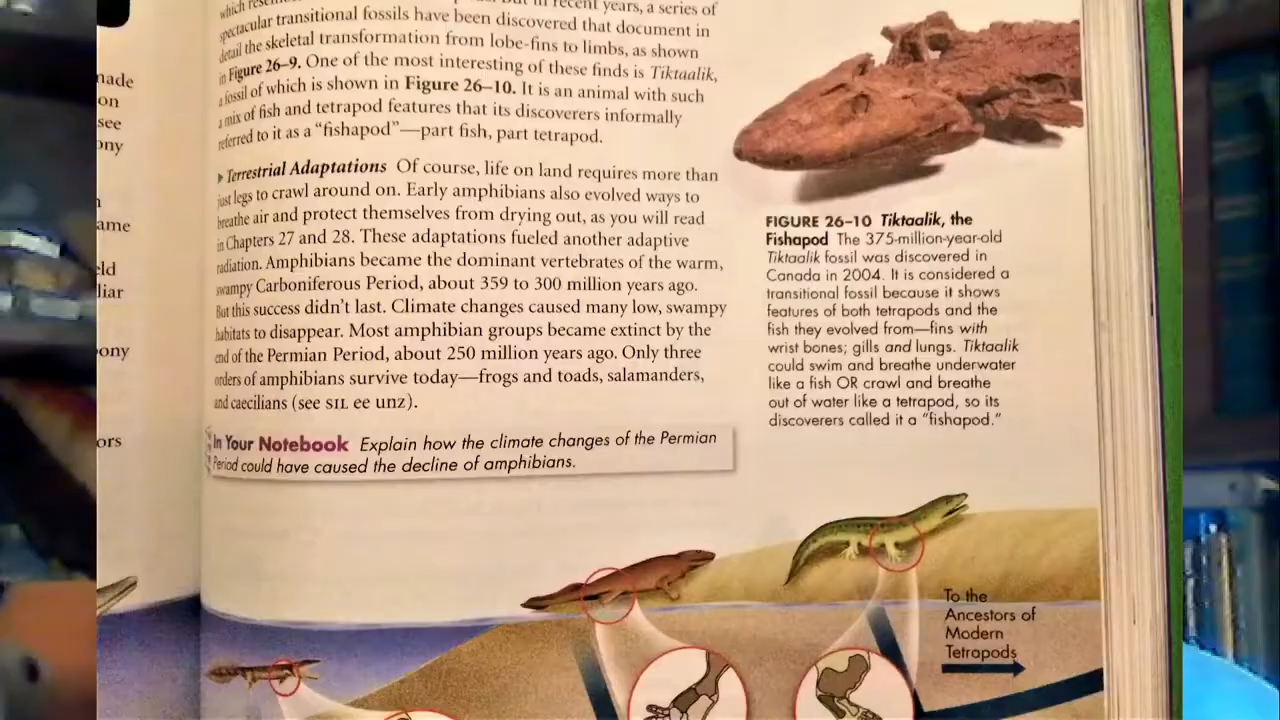 nade
on
see
ony
ame
liar
ony
ors
recent years, a series of
spectacular transitional fossils have been discovered that document in
detail the skeletal transformation from lobe-fins to limbs, as shown
in Figure 26–9. One of the most interesting of these finds is Tiktaalik,
a fossil of which is shown in Figure 26–10. It is an animal with such
a mix of fish and tetrapod features that its discoverers informally
referred to it as a “fishapod”—part fish, part tetrapod.
▶ Terrestrial Adaptations Of course, life on land requires more than
just legs to crawl around on. Early amphibians also evolved ways to
breathe air and protect themselves from drying out, as you will read
in Chapters 27 and 28. These adaptations fueled another adaptive
radiation. Amphibians became the dominant vertebrates of the warm,
swampy Carboniferous Period, about 359 to 300 million years ago.
But this success didn’t last. Climate changes caused many low, swampy
habitats to disappear. Most amphibian groups became extinct by the
end of the Permian Period, about 250 million years ago. Only three
orders of amphibians survive today—frogs and toads, salamanders,
and caecilians (see SIL ee unz).
In Your Notebook Explain how the climate changes of the Permian
Period could have caused the decline of amphibians.
FIGURE 26–10 Tiktaalik, the
Fishapod The 375-million-year-old
Tiktaalik fossil was discovered in
Canada in 2004. It is considered a
transitional fossil because it shows
features of both tetrapods and the
fish they evolved from—fins with
wrist bones; gills and lungs. Tiktaalik
could swim and breathe underwater
like a fish OR crawl and breathe
out of water like a tetrapod, so its
discoverers called it a “fishapod.”
To the
Ancestors of
Modern
Tetrapods